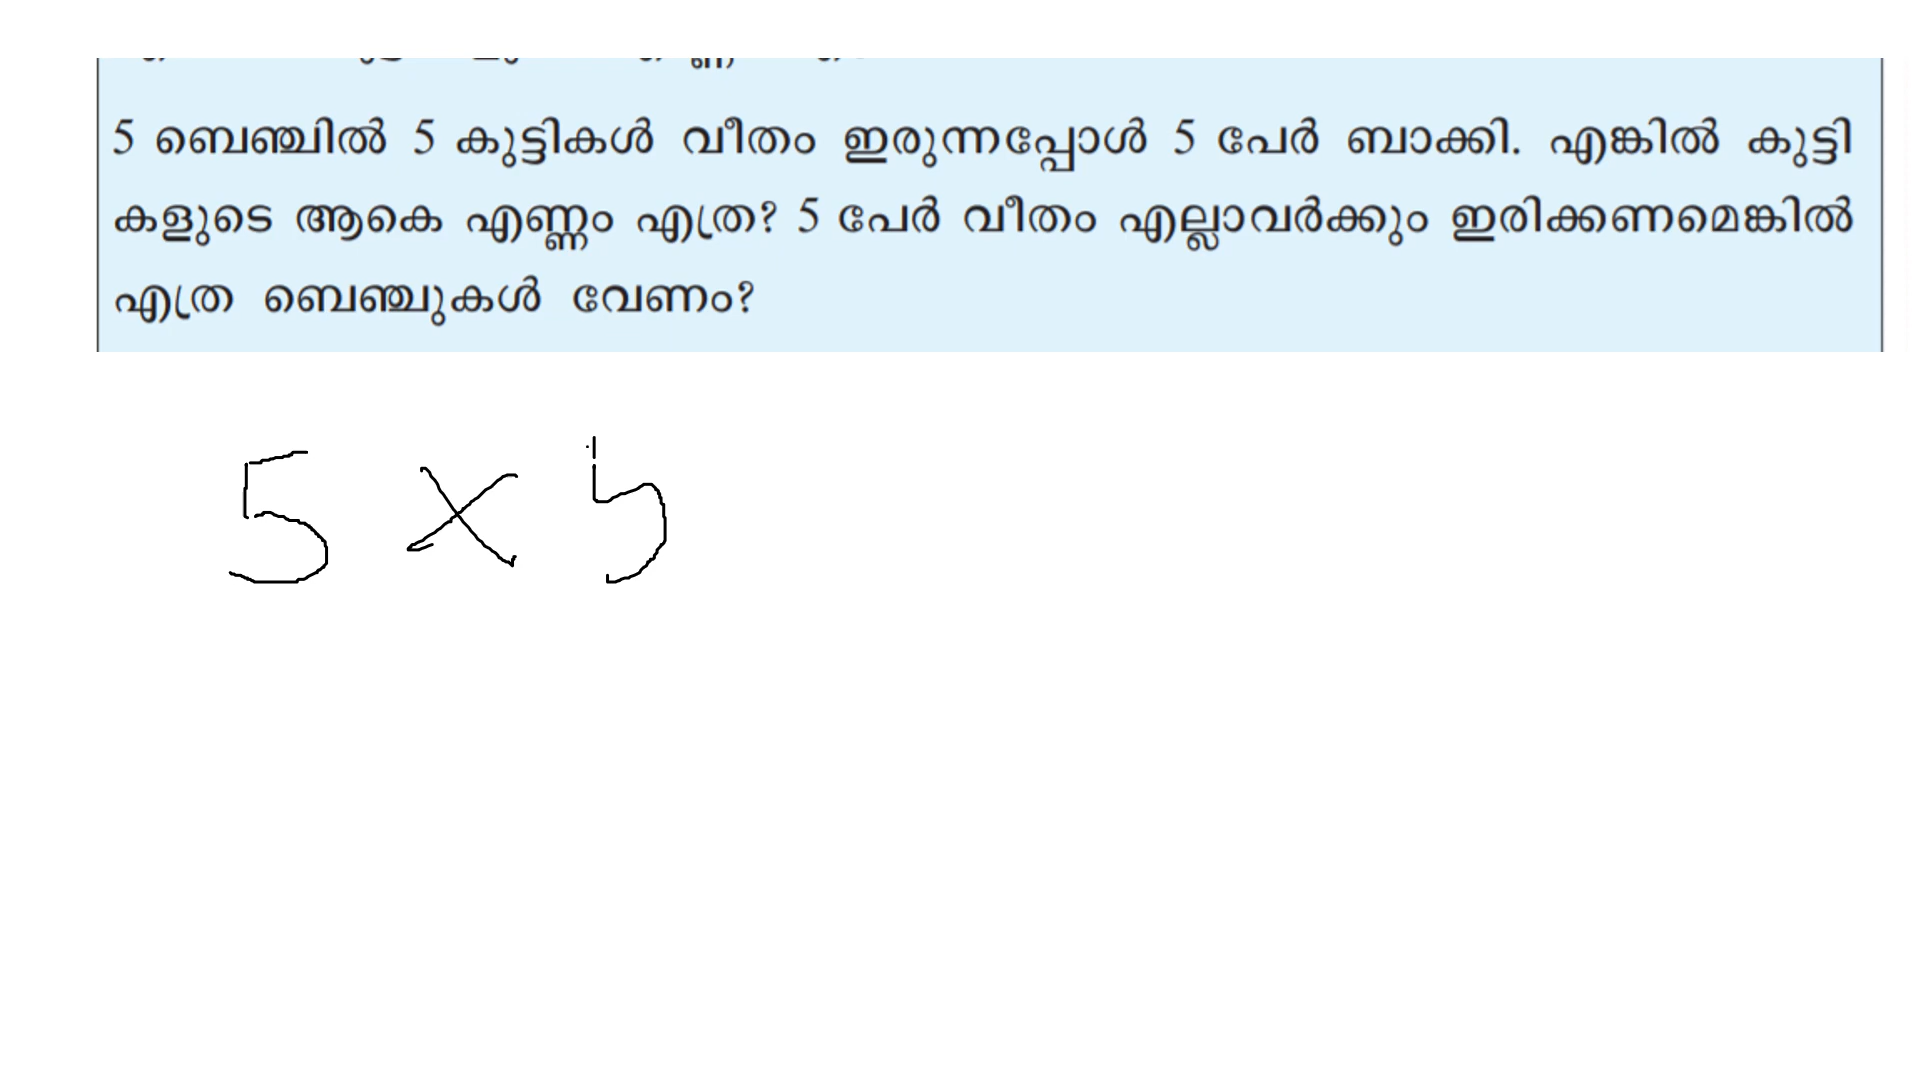 5 ബെഞ്ചിൽ 5 കുട്ടികൾ വീതം ഇരുന്നപ്പോൾ 5 പേർ ബാക്കി. എങ്കിൽ കുട്ടി
കളുടെ ആകെ എണ്ണം എത്ര? 5 പേർ വീതം എല്ലാവർക്കും ഇരിക്കണമെങ്കിൽ
എത്ര ബെഞ്ചുകൾ വേണം?
5 x 5